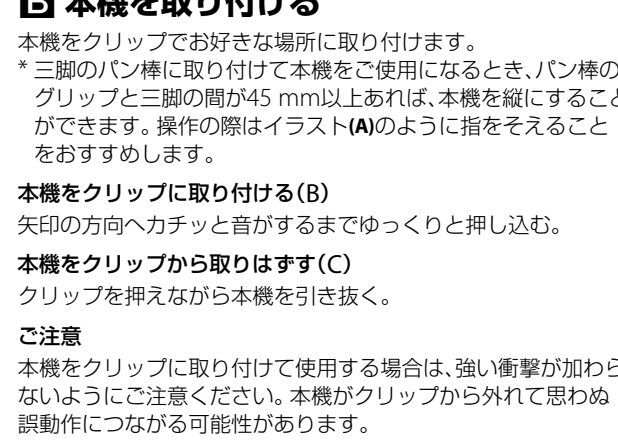 B 本機を取り付ける
本機をクリップでお好きな場所に取り付けます。
* 三脚のパン棒に取り付けて本機をご使用になるとき、パン棒の
グリップと三脚の間が45 mm以上あれば、本機を縦にすること
ができます。操作の際はイラスト(A)のように指をそえること
をおすすめします。
本機をクリップに取り付ける(B)
矢印の方向へカチッと音がするまでゆっくりと押し込む。
本機をクリップから取りはずす(C)
クリップを押えながら本機を引き抜く。
ご注意
本機をクリップに取り付けて使用する場合は、強い衝撃が加わら
ないようにご注意ください。本機がクリップから外れて思わぬ
誤動作につながる可能性があります。